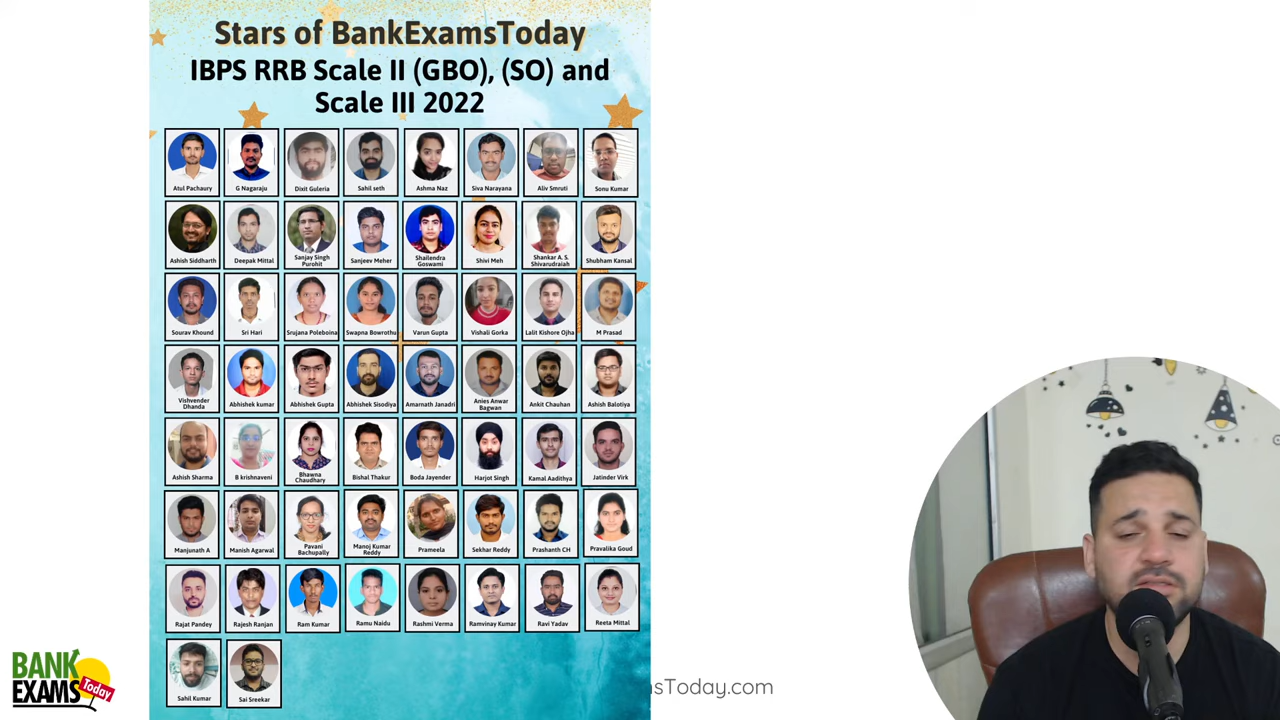 Stars of BankExamsToday
IBPS RRB Scale II (GBO), (SO) and
Scale III 2022
Atul Pachaury
G Nagaraju
Dixit Guleria
Sahil seth
Ashma Naz
Siva Narayana
Aliv Smruti
Sonu Kumar
Ashish Siddharth
Deepak Mittal
Sanjay Singh
Purohit
Sanjeev Meher
Shailendra
Goswami
Shivi Meh
Shankar A. S.
Shivarudraiah
Shubham Kansal
Sourav Khound
Sri Hari
Srujana Poleboina
Swapna Bowrothu
Varun Gupta
Vishali Gorka
Lalit Kishore Ojha
M Prasad
Vishvender
Dhanda
Abhishek kumar
Abhishek Gupta
Abhishek Sisodiya
Amarnath Janadri
Anies Anwar
Bagwan
Ankit Chauhan
Ashish Balotiya
Ashish Sharma
B krishnaveni
Bhawna
Chaudhary
Bishal Thakur
Boda Jayender
Harjot Singh
Kamal Aadithya
Jatinder Virk
Manjunath A
Manish Agarwal
Pavani
Bachupally
Manoj Kumar
Reddy
Prameela
Sekhar Reddy
Prashanth CH
Pravalika Goud
Rajat Pandey
Rajesh Ranjan
Ram Kumar
Ramu Naidu
Rashmi Verma
Ramvinay Kumar
Ravi Yadav
Reeta Mittal
Sahil Kumar
Sai Sreekar
BANK
EXAMS
Today
sToday.com